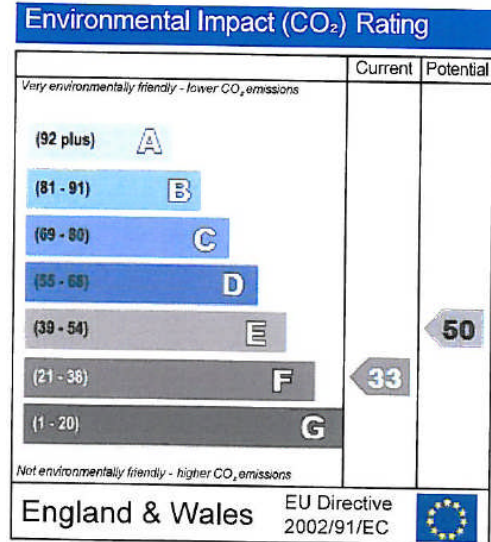 Environmental Impact (CO₂) Rating
Current Potential
Very environmentally friendly - lower CO₂ emissions
(92 plus) A
(81 - 91) B
(69 - 80) C
(55 - 68) D
(39 - 54) E
50
(21 - 38) F
33
(1 - 20) G
Not environmentally friendly - higher CO₂ emissions
England & Wales
EU Directive
2002/91/EC